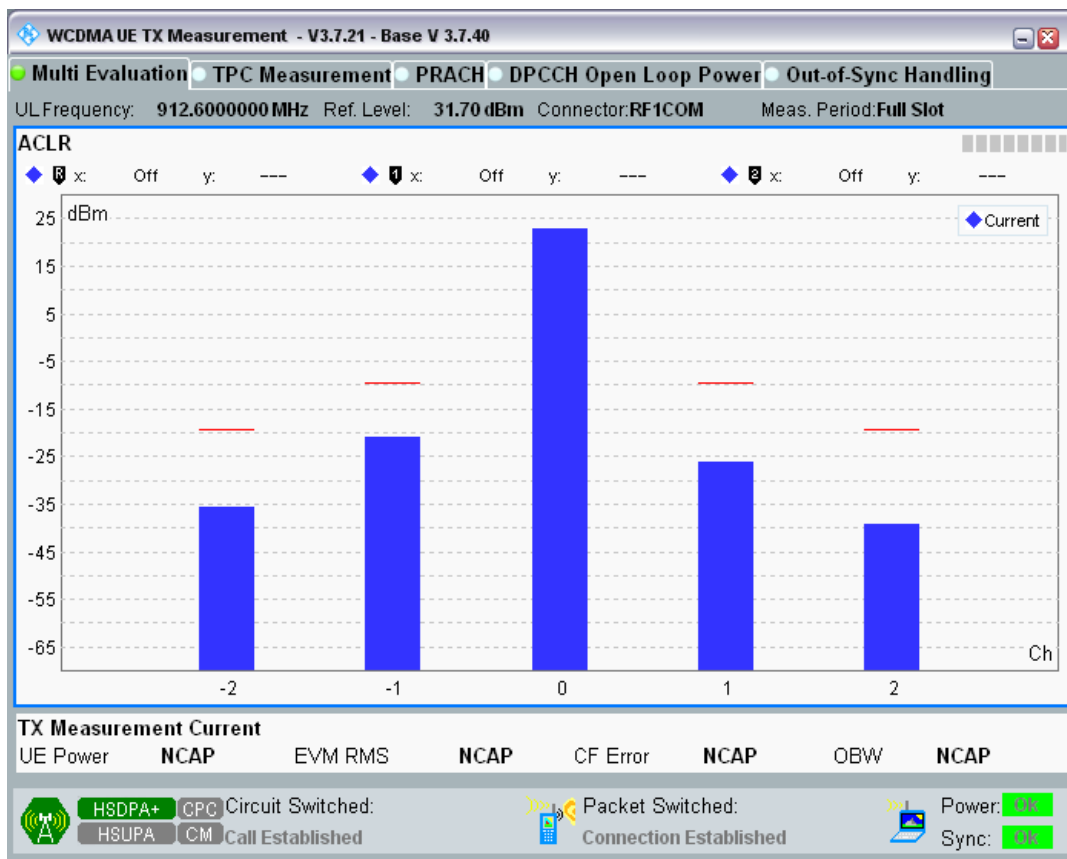 WCDMA UE TX Measurement - V3.7.21 - Base V 3.7.40
Multi Evaluation TPC Measurement PRACH DPCCH Open Loop Power Out-of-Sync Handling
UL Frequency: 912.6000000 MHz Ref. Level: 31.70 dBm Connector:RF1COM Meas. Period:Full Slot
ACLR
R x: Off y: --- 1 x: Off y: --- 2 x: Off y: ---
25 dBm Current
15
5
-5
-15
-25
-35
-45
-55
-65
Ch
-2 -1 0 1 2
TX Measurement Current
UE Power NCAP EVM RMS NCAP CF Error NCAP OBW NCAP
HSDPA+ CPC Circuit Switched: Packet Switched: Power: OK
HSUPA CM Call Established Connection Established Sync: OK